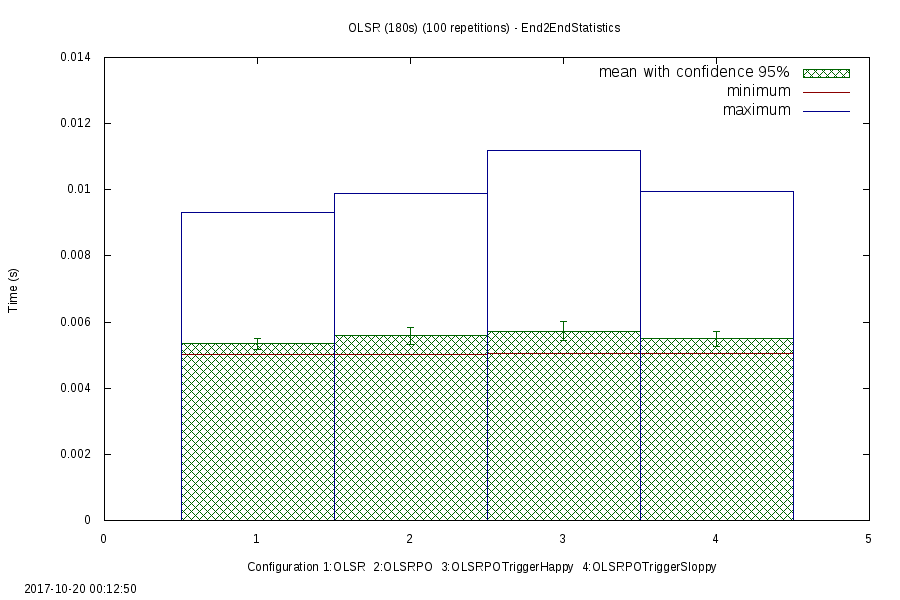 OLSR (180s) (100 repetitions) - End2EndStatistics
mean with confidence 95%
minimum
maximum
0.014
0.012
0.01
0.008
0.006
0.004
0.002
0
Time (s)
0 1 2 3 4 5
Configuration 1:OLSR 2:OLSRPO 3:OLSRPOTriggerHappy 4:OLSRPOTriggerSloppy
2017-10-20 00:12:50